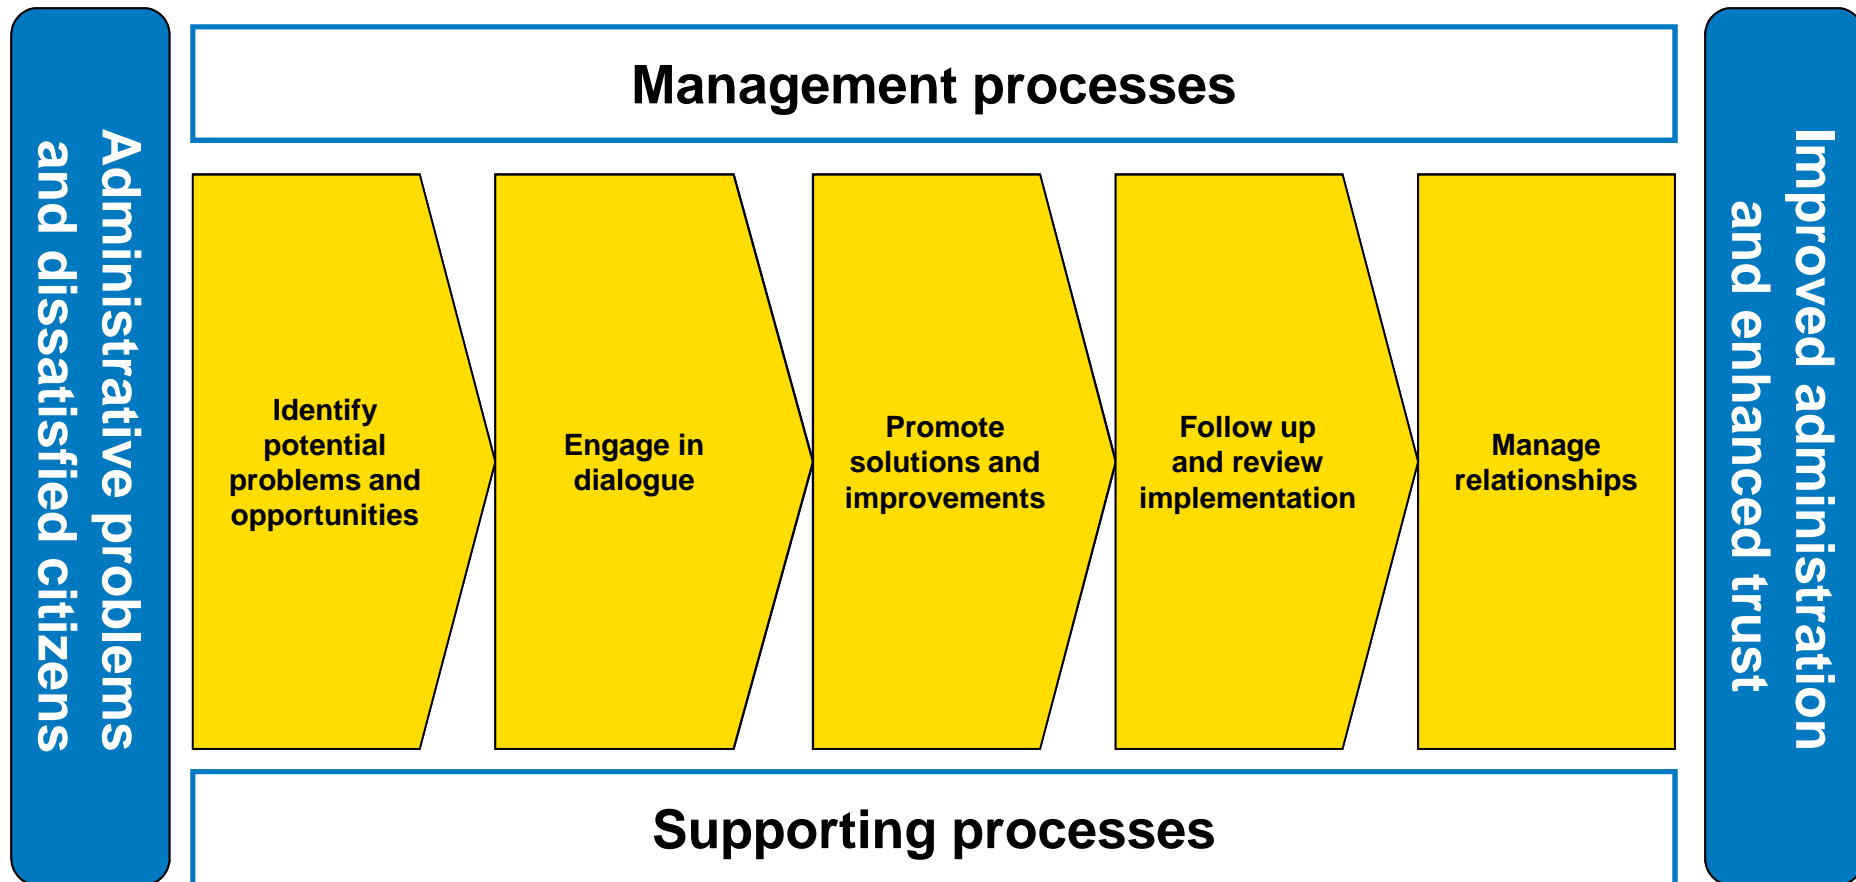 Administrative problems
and dissatisfied citizens
Management processes
Identify
potential
problems and
opportunities
Engage in
dialogue
Promote
solutions and
improvements
Follow up
and review
implementation
Manage
relationships
Supporting processes
Improved administration
and enhanced trust